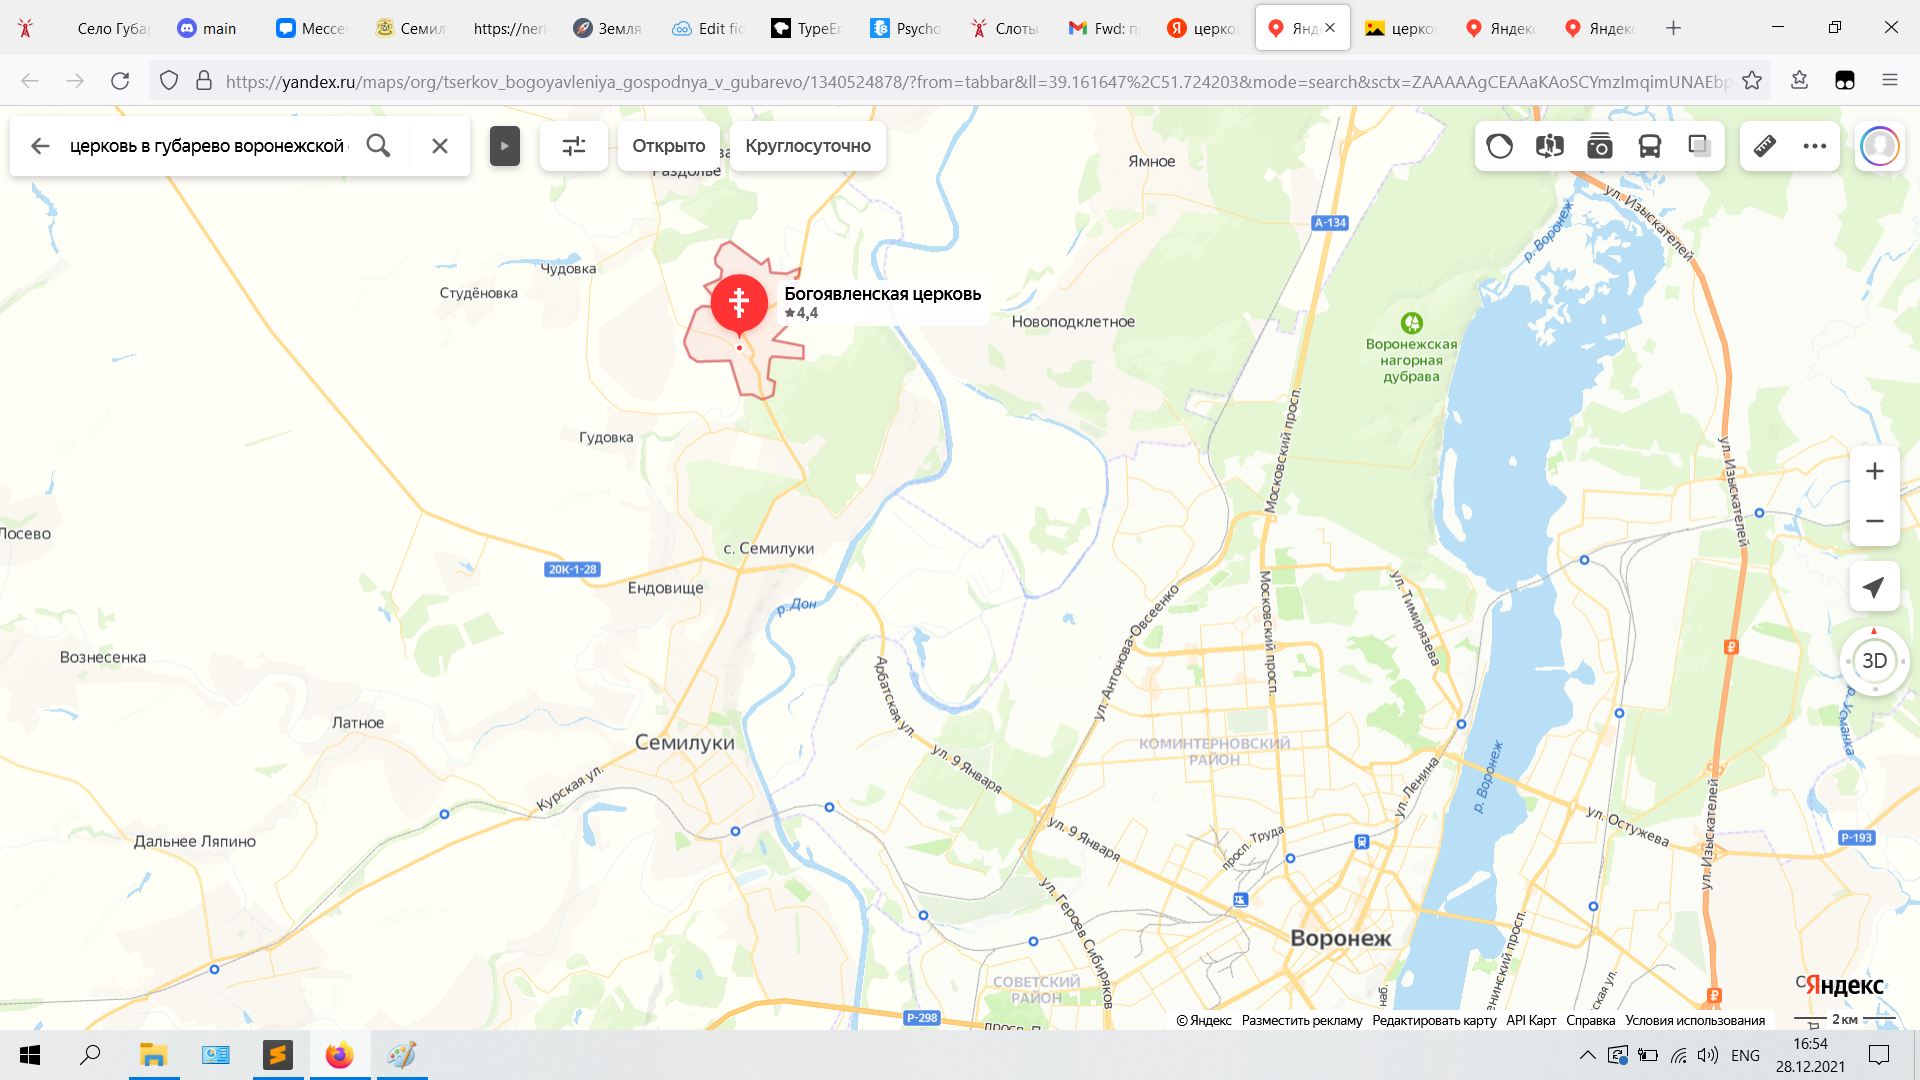 Село Губар
main
Мессе
Семил
https://ner
Земля
Edit fic
TypeEr
Psycho
Слоты
Fwd: п
церко
Янд
церко
Яндек
Яндек
https://yandex.ru/maps/org/tserkov_bogoyavleniya_gospodnya_v_gubarevo/1340524878/?from=tabbar&ll=39.161647%2C51.724203&mode=search&sctx=ZAAAAAgCEAAaKAoSCYmzImqimUNAEbp
церковь в губарево воронежской
Открыто
Круглосуточно
Раздолье
Ямное
А-134
ул. Изыскателей
р. Воронеж
Чудовка
Студёновка
Богоявленская церковь
4,4
Новоподклетное
Воронежская
нагорная
дубрава
Московский просп.
Гудовка
ул. Изыскателей
Лосево
с. Семилуки
20К-1-28
Ендовище
р. Дон
ул. Антонова-Овсеенко
Московский просп.
ул. Тимирязева
Вознесенка
3D
Арбатская ул.
р. Усманка
Латное
Семилуки
ул. 9 Января
КОМИНТЕРНОВСКИЙ
РАЙОН
ул. Ленина
р. Воронеж
Курская ул.
ул. Остужева
ул. Изыскателей
Дальнее Ляпино
ул. 9 Января
просп. Труда
Р-193
ул. Героев Сибиряков
Воронеж
СОВЕТСКИЙ
РАЙОН
наб.
Ленинский просп.
ская ул.
Яндекс
Р-298
просп. П
© Яндекс
Разместить рекламу
Редактировать карту
API Карт
Справка
Условия использования
2 км
ENG
16:54
28.12.2021